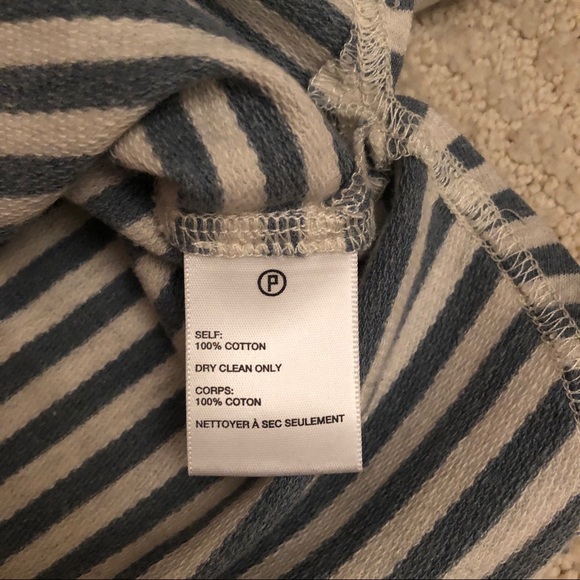 P
SELF:
100% COTTON
DRY CLEAN ONLY
CORPS:
100% COTON
NETTOYER À SEC SEULEMENT